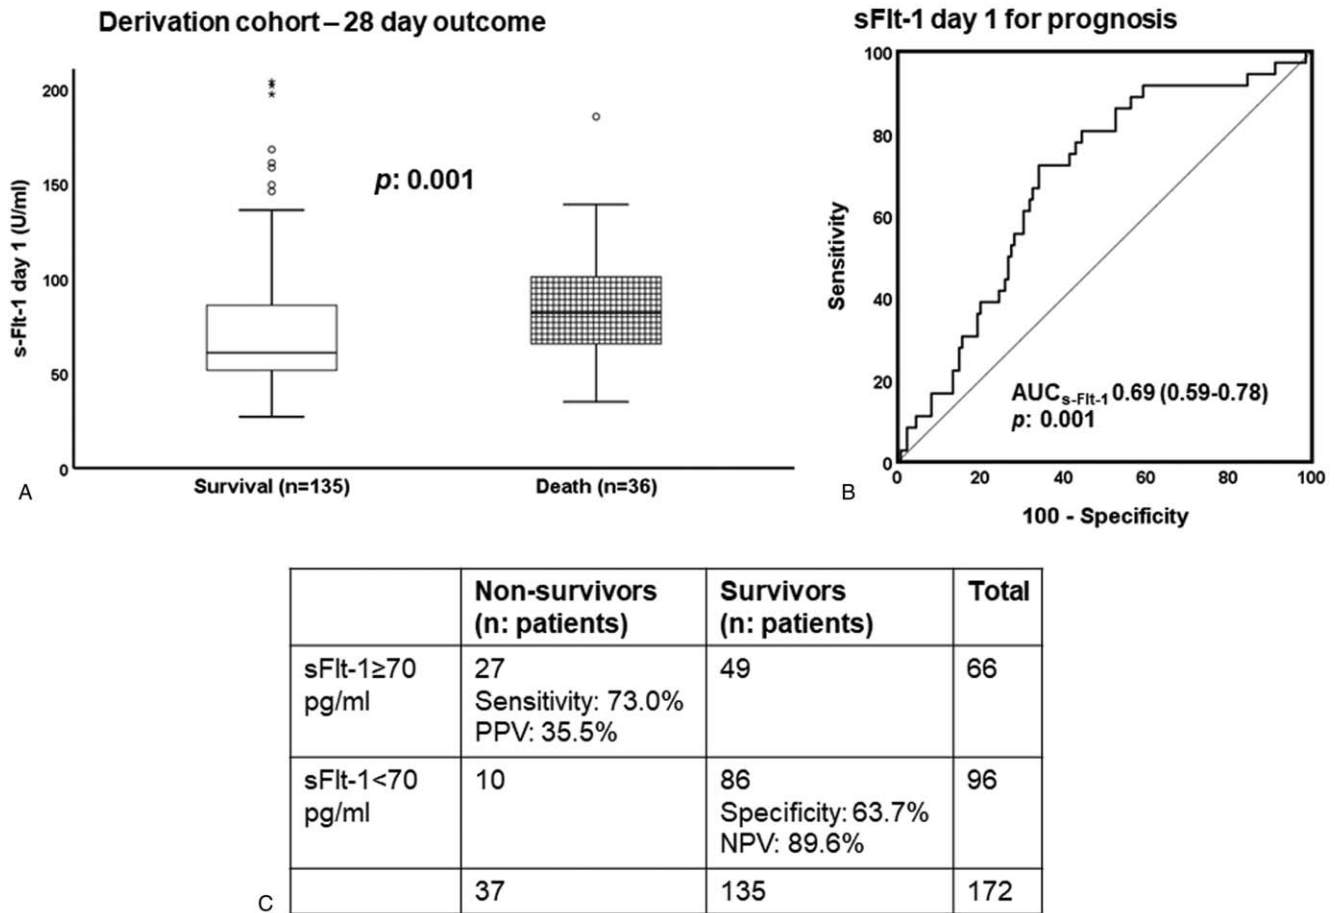 Derivation cohort – 28 day outcome
s-Flt-1 day 1 (U/ml)
200
150
100
50
0
p: 0.001
Survival (n=135)
Death (n=36)
A
sFlt-1 day 1 for prognosis
Sensitivity
100
80
60
40
20
0
AUCs-Flt-1 0.69 (0.59-0.78)
p: 0.001
0
20
40
60
80
100
100 - Specificity
B
Non-survivors
(n: patients)
Survivors
(n: patients)
Total
sFlt-1≥70
pg/ml
27
Sensitivity: 73.0%
PPV: 35.5%
49
66
sFlt-1<70
pg/ml
10
86
Specificity: 63.7%
NPV: 89.6%
96
37
135
172
C